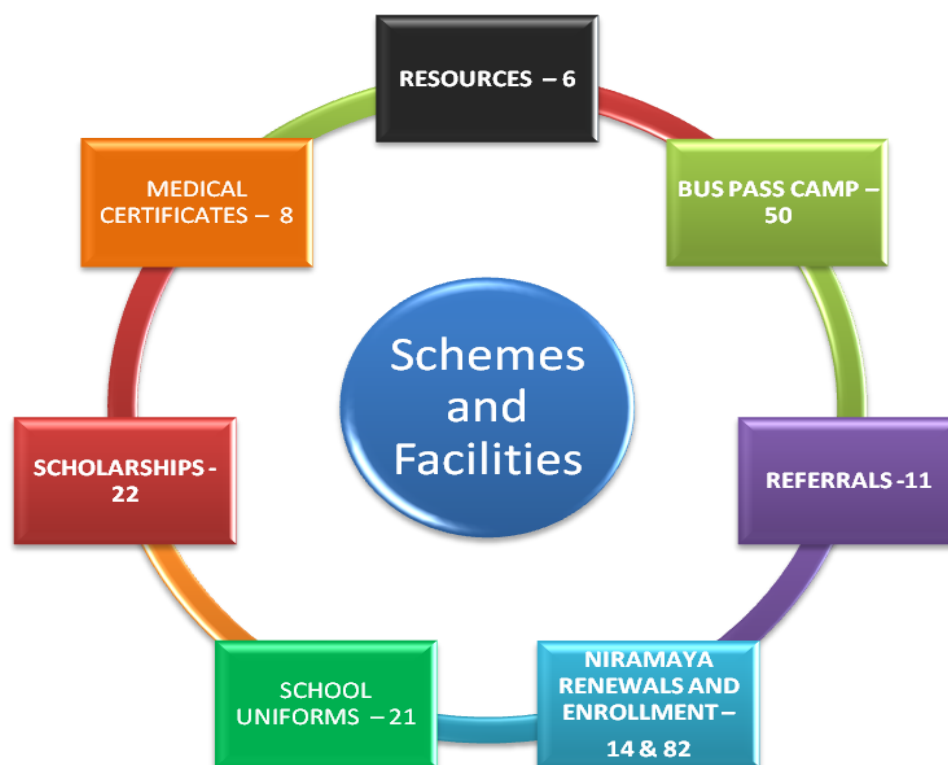 RESOURCES – 6
BUS PASS CAMP –
50
REFERRALS -11
NIRAMAYA
RENEWALS AND
ENROLLMENT –
14 & 82
SCHOOL
UNIFORMS – 21
SCHOLARSHIPS -
22
MEDICAL
CERTIFICATES – 8
Schemes
and
Facilities